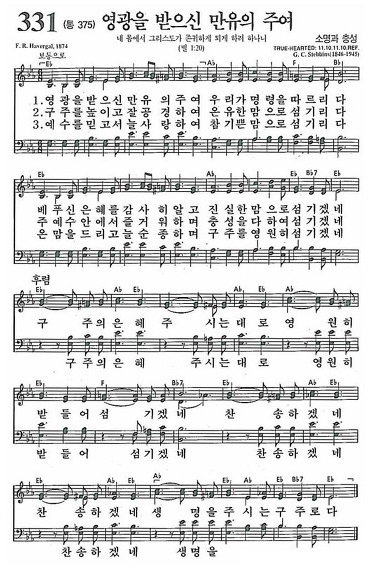 331 (통 375) 영광을 받으신 만유의 주여
네 몸에서 그리스도가 존귀하게 되게 하려 하나니
소명과 충성
F. R. Havergal, 1874
(빌 1:20)
TRUE-HEARTED: 11.10.11.10.REF.
보통으로
G. C. Stebbins(1846-1945)
Eb Fm Bb7 Eb
1. 영광을 받으신 만유의 주여 우리가 명령을 따르리다
2. 구주를 높이고 잘 공경하여 온유한 맘으로 섬기리다
3. 예수를 믿고서 늘 사랑하여 참 기쁜 맘으로 섬기리다
베푸신 은혜를 감사히 알고 진실한 맘으로 섬기겠네
주 예수 안에서 즐거워하며 충성을 다하여 섬기겠네
온 맘을 드리고 늘 순종하며 구주를 영원히 섬기겠네
후렴
구주의 은혜 주시는 대로 영원히
구주의 은혜 주시는 대로 영원히
받들어 섬기겠네 찬송하겠네
받들어 섬기겠네 찬송하겠네
찬송하겠네 생명을 주시는 구주로다
찬송하겠네 생명을